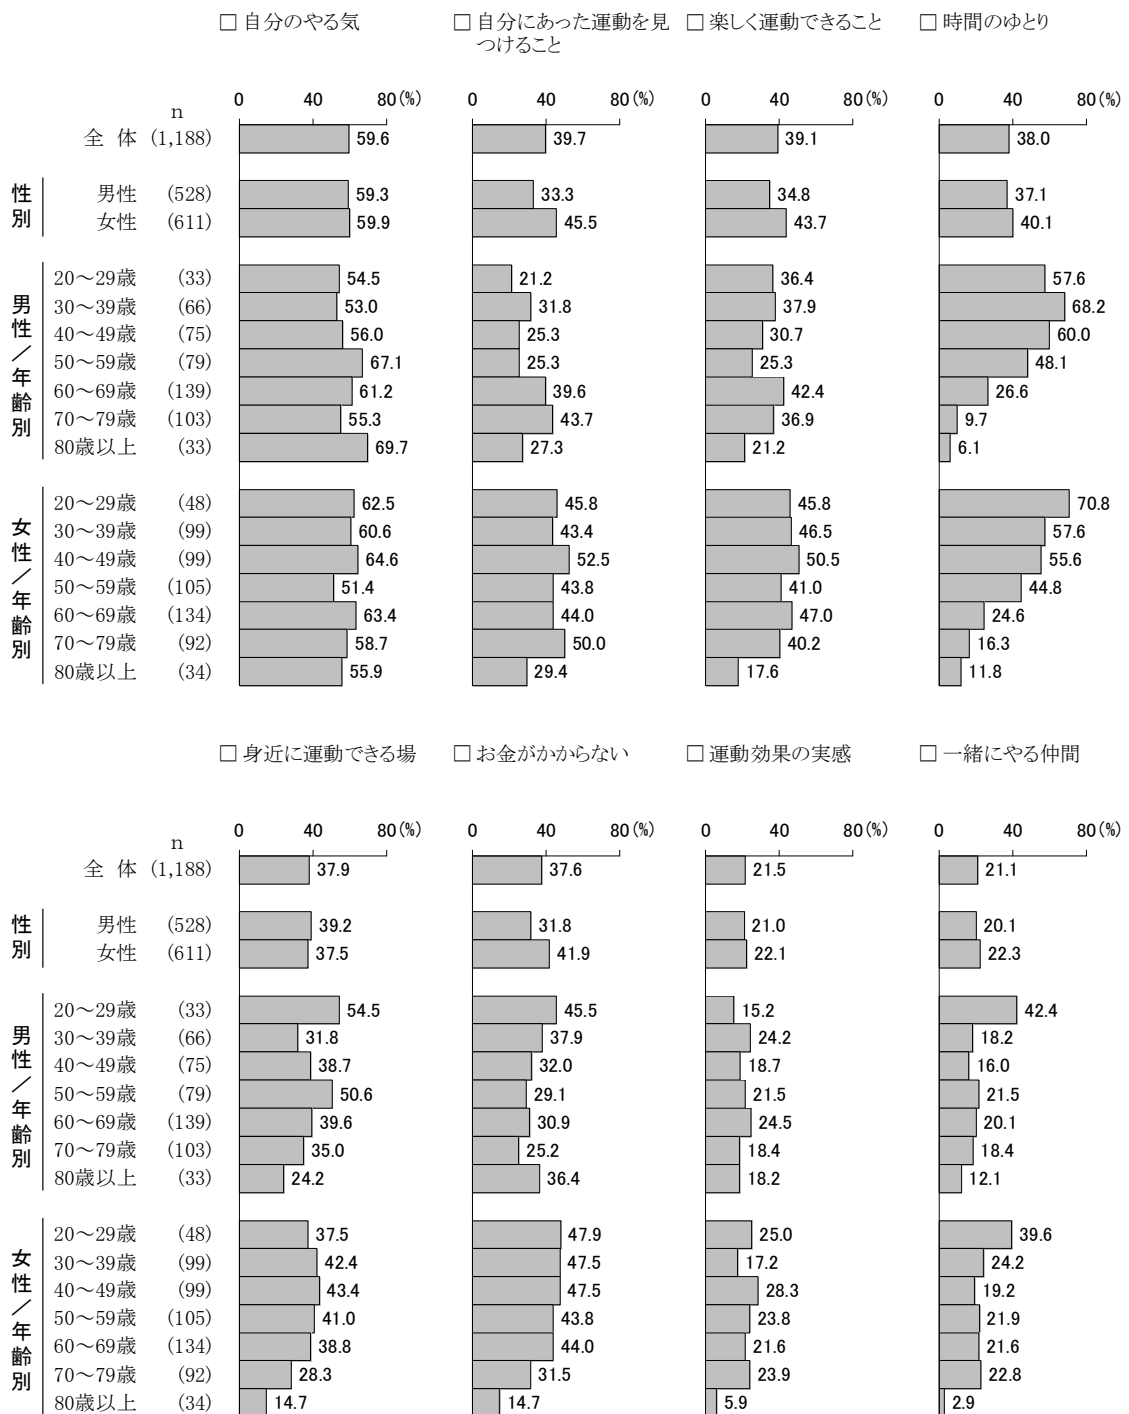 □ 自分のやる気 □ 自分にあった運動を見つけること □ 楽しく運動できること □ 時間のゆとり
0 40 80(%) 0 40 80(%) 0 40 80(%) 0 40 80(%)
n
全 体 (1,188) 59.6 39.7 39.1 38.0
性別
男性 (528) 59.3 33.3 34.8 37.1
女性 (611) 59.9 45.5 43.7 40.1
男性／年齢別
20～29歳 (33) 54.5 21.2 36.4 57.6
30～39歳 (66) 53.0 31.8 37.9 68.2
40～49歳 (75) 56.0 25.3 30.7 60.0
50～59歳 (79) 67.1 25.3 25.3 48.1
60～69歳 (139) 61.2 39.6 42.4 26.6
70～79歳 (103) 55.3 43.7 36.9 9.7
80歳以上 (33) 69.7 27.3 21.2 6.1
女性／年齢別
20～29歳 (48) 62.5 45.8 45.8 70.8
30～39歳 (99) 60.6 43.4 46.5 57.6
40～49歳 (99) 64.6 52.5 50.5 55.6
50～59歳 (105) 51.4 43.8 41.0 44.8
60～69歳 (134) 63.4 44.0 47.0 24.6
70～79歳 (92) 58.7 50.0 40.2 16.3
80歳以上 (34) 55.9 29.4 17.6 11.8
□ 身近に運動できる場 □ お金がかからない □ 運動効果の実感 □ 一緒にやる仲間
0 40 80(%) 0 40 80(%) 0 40 80(%) 0 40 80(%)
n
全 体 (1,188) 37.9 37.6 21.5 21.1
性別
男性 (528) 39.2 31.8 21.0 20.1
女性 (611) 37.5 41.9 22.1 22.3
男性／年齢別
20～29歳 (33) 54.5 45.5 15.2 42.4
30～39歳 (66) 31.8 37.9 24.2 18.2
40～49歳 (75) 38.7 32.0 18.7 16.0
50～59歳 (79) 50.6 29.1 21.5 21.5
60～69歳 (139) 39.6 30.9 24.5 20.1
70～79歳 (103) 35.0 25.2 18.4 18.4
80歳以上 (33) 24.2 36.4 18.2 12.1
女性／年齢別
20～29歳 (48) 37.5 47.9 25.0 39.6
30～39歳 (99) 42.4 47.5 17.2 24.2
40～49歳 (99) 43.4 47.5 28.3 19.2
50～59歳 (105) 41.0 43.8 23.8 21.9
60～69歳 (134) 38.8 44.0 21.6 21.6
70～79歳 (92) 28.3 31.5 23.9 22.8
80歳以上 (34) 14.7 14.7 5.9 2.9